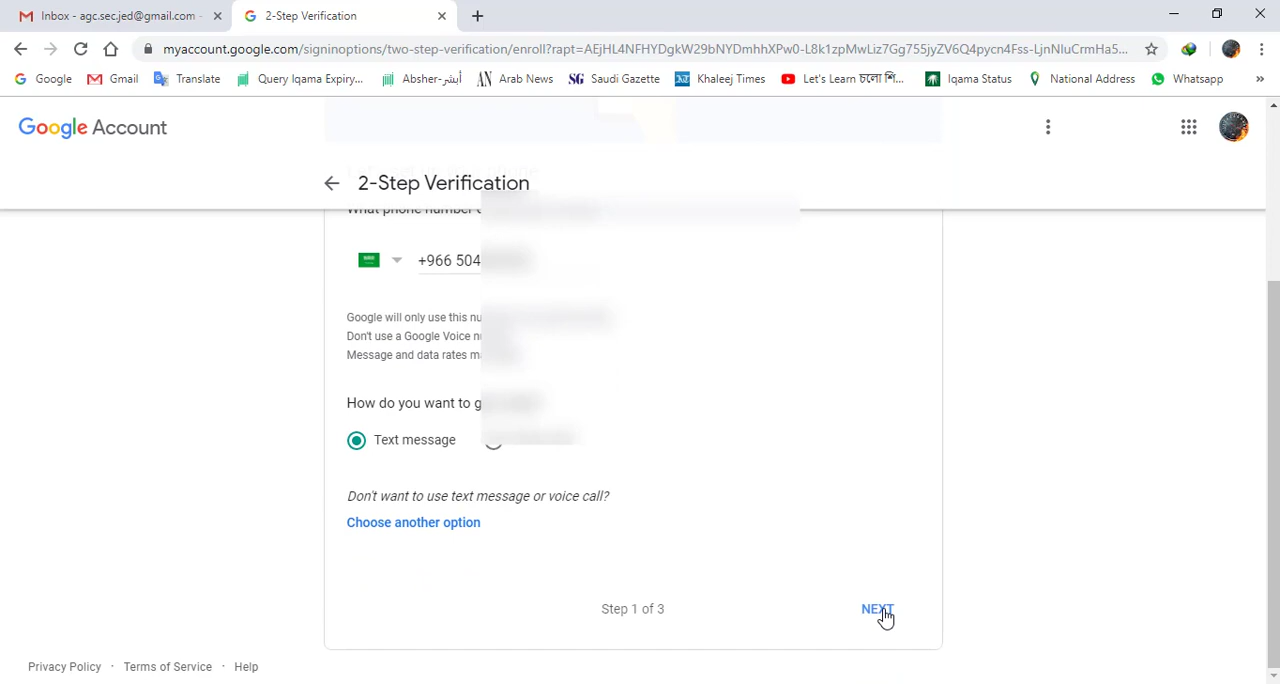 Inbox - agc.sec.jed@gmail.com -
2-Step Verification
myaccount.google.com/signinoptions/two-step-verification/enroll?rapt=AEjHL4NFHYDgkW29bNYDmhhXPw0-L8k1zpMwLiz7Gg755jyZV6Q4pycn4Fss-LjnNluCrmHa5...
Google Gmail Translate Query Iqama Expiry... Absher-أبشر Arab News Saudi Gazette Khaleej Times Let's Learn চলো শি... Iqama Status National Address Whatsapp »
Google Account
2-Step Verification
What phone number
+966 504
Google will only use this
Don't use a Google Voice
Message and data rates
How do you want to
Text message
Don't want to use text message or voice call?
Choose another option
Step 1 of 3
NEXT
Privacy Policy · Terms of Service · Help